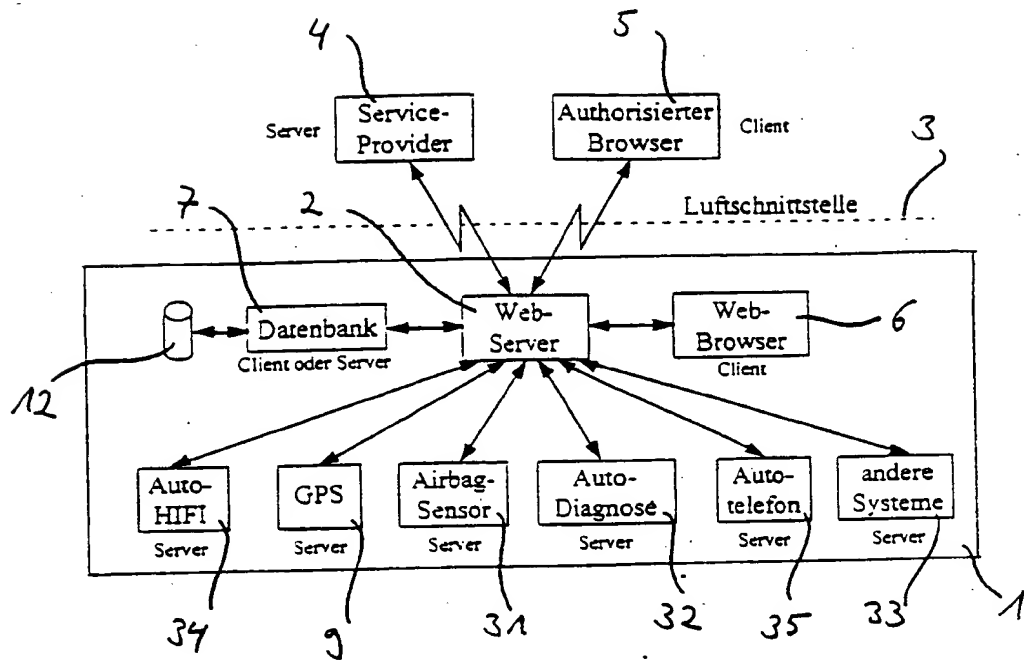 4
5
Server
Service-
Provider
Authorisierter
Browser
Client
3
7
2
Luftschnittstelle
Datenbank
Client oder Server
Web-
Server
Web-
Browser
Client
6
12
Auto-
HIFI
Server
GPS
Server
Airbag-
Sensor
Server
Auto-
Diagnose
Server
Auto-
telefon
Server
andere
Systeme
Server
34
9
31
32
35
33
1